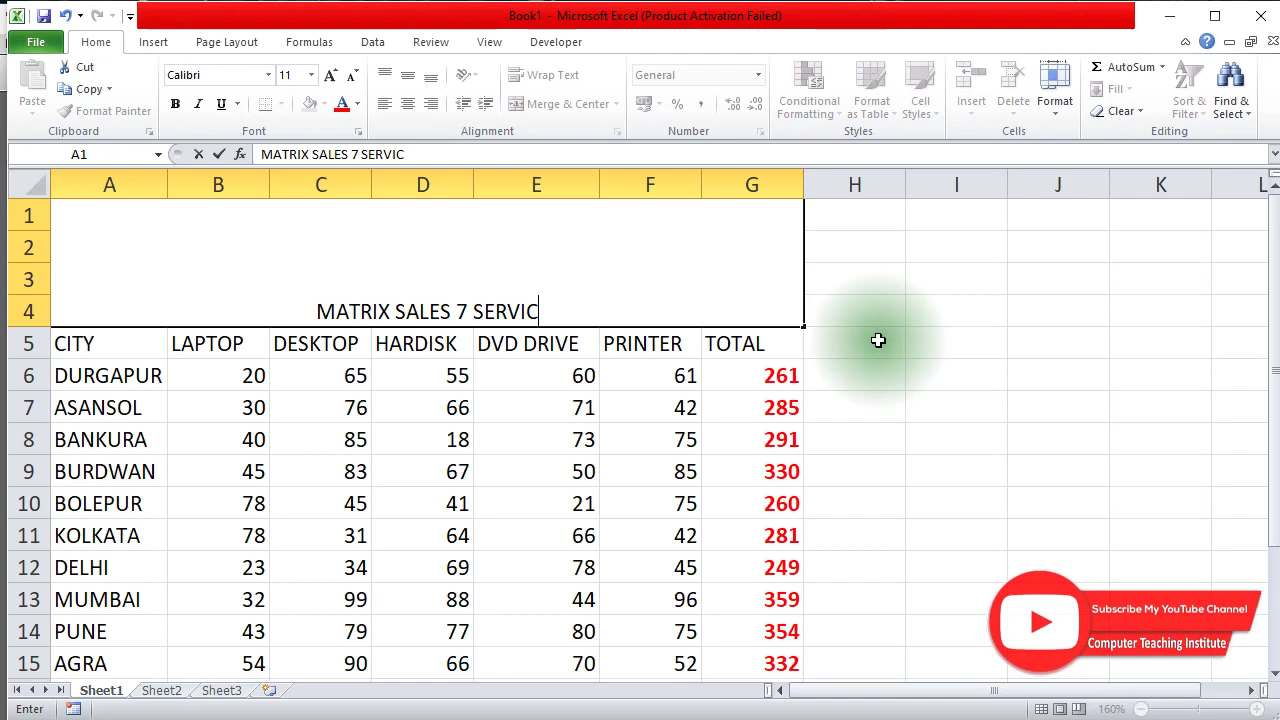 Book1 - Microsoft Excel (Product Activation Failed)
File Home Insert Page Layout Formulas Data Review View Developer
Cut
Copy
Format Painter
Paste
Clipboard
Calibri 11
A A
B I U A
Font
Wrap Text
Merge & Center
Alignment
General
% , .0 .00 .00 .0
Number
Conditional Formatting
Format as Table
Cell Styles
Styles
Insert Delete Format
Cells
Σ AutoSum
Fill
Clear
Sort & Filter
Find & Select
Editing
A1 fx MATRIX SALES 7 SERVIC
A B C D E F G H I J K L
1
2
3
4 MATRIX SALES 7 SERVIC
5 CITY LAPTOP DESKTOP HARDISK DVD DRIVE PRINTER TOTAL
6 DURGAPUR 20 65 55 60 61 261
7 ASANSOL 30 76 66 71 42 285
8 BANKURA 40 85 18 73 75 291
9 BURDWAN 45 83 67 50 85 330
10 BOLEPUR 78 45 41 21 75 260
11 KOLKATA 78 31 64 66 42 281
12 DELHI 23 34 69 78 45 249
13 MUMBAI 32 99 88 44 96 359
14 PUNE 43 79 77 80 75 354
15 AGRA 54 90 66 70 52 332
Subscribe My YouTube Channel
Computer Teaching Institute
Sheet1 Sheet2 Sheet3
Enter 160%